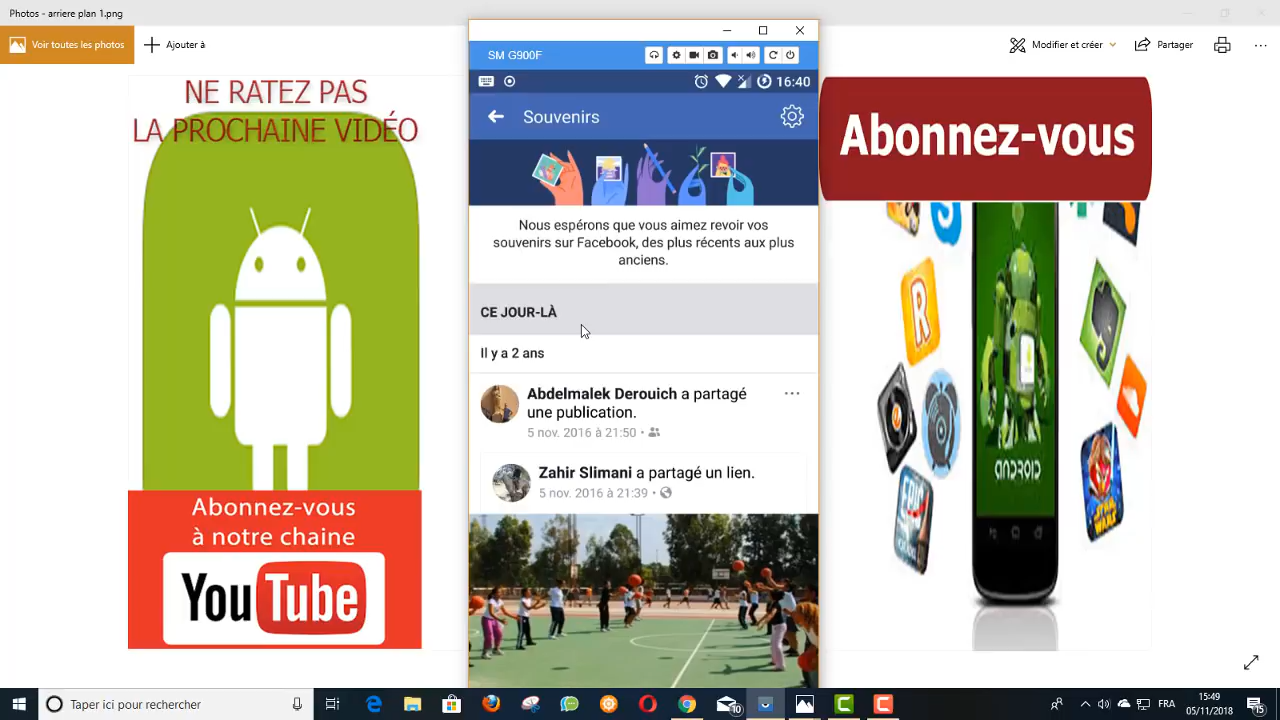 Photos - arriere plan 1.png
Voir toutes les photos
Ajouter à
Modifier et créer
Partager
NE RATEZ PAS
LA PROCHAINE VIDÉO
Abonnez-vous
à notre chaine
YouTube
SM G900F
16:40
Souvenirs
Nous espérons que vous aimez revoir vos
souvenirs sur Facebook, des plus récents aux plus
anciens.
CE JOUR-LÀ
Il y a 2 ans
Abdelmalek Derouich a partagé
une publication.
5 nov. 2016 à 21:50
Zahir Slimani a partagé un lien.
5 nov. 2016 à 21:39
Abonnez-vous
ANDROID
EPIC
STAR
WARS
Taper ici pour rechercher
10
FRA
15:49
05/11/2018